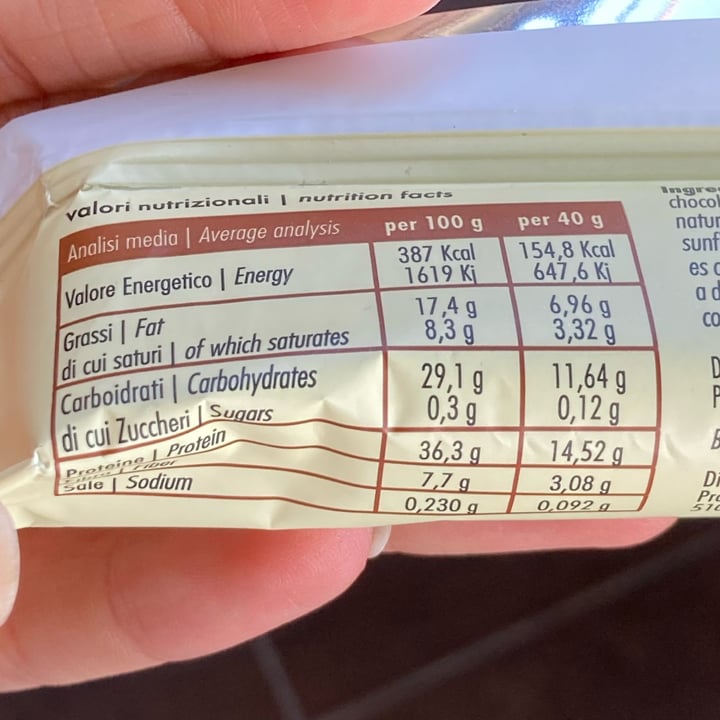 valori nutrizionali | nutrition facts
Analisi media | Average analysis per 100 g per 40 g
Valore Energetico | Energy 387 Kcal 154,8 Kcal
1619 Kj 647,6 Kj
Grassi | Fat 17,4 g 6,96 g
di cui saturi | of which saturates 8,3 g 3,32 g
Carboidrati | Carbohydrates 29,1 g 11,64 g
di cui Zuccheri | Sugars 0,3 g 0,12 g
Proteine | Protein 36,3 g 14,52 g
Fibra | Fiber 7,7 g 3,08 g
Sale | Sodium 0,230 g 0,092 g